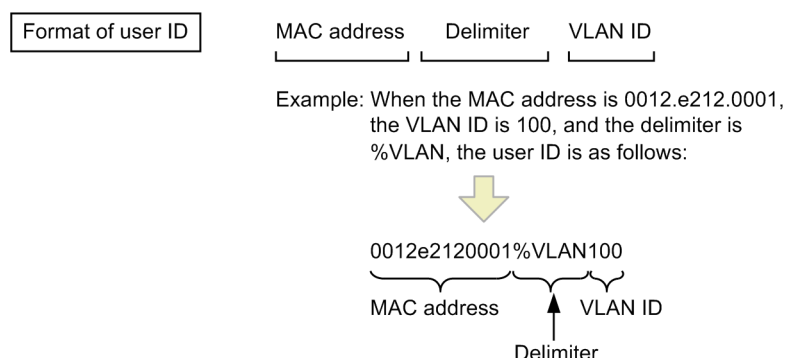 Format of user ID
MAC address Delimiter VLAN ID
Example: When the MAC address is 0012.e212.0001,
the VLAN ID is 100, and the delimiter is
%VLAN, the user ID is as follows:
0012e2120001%VLAN100
MAC address VLAN ID
Delimiter